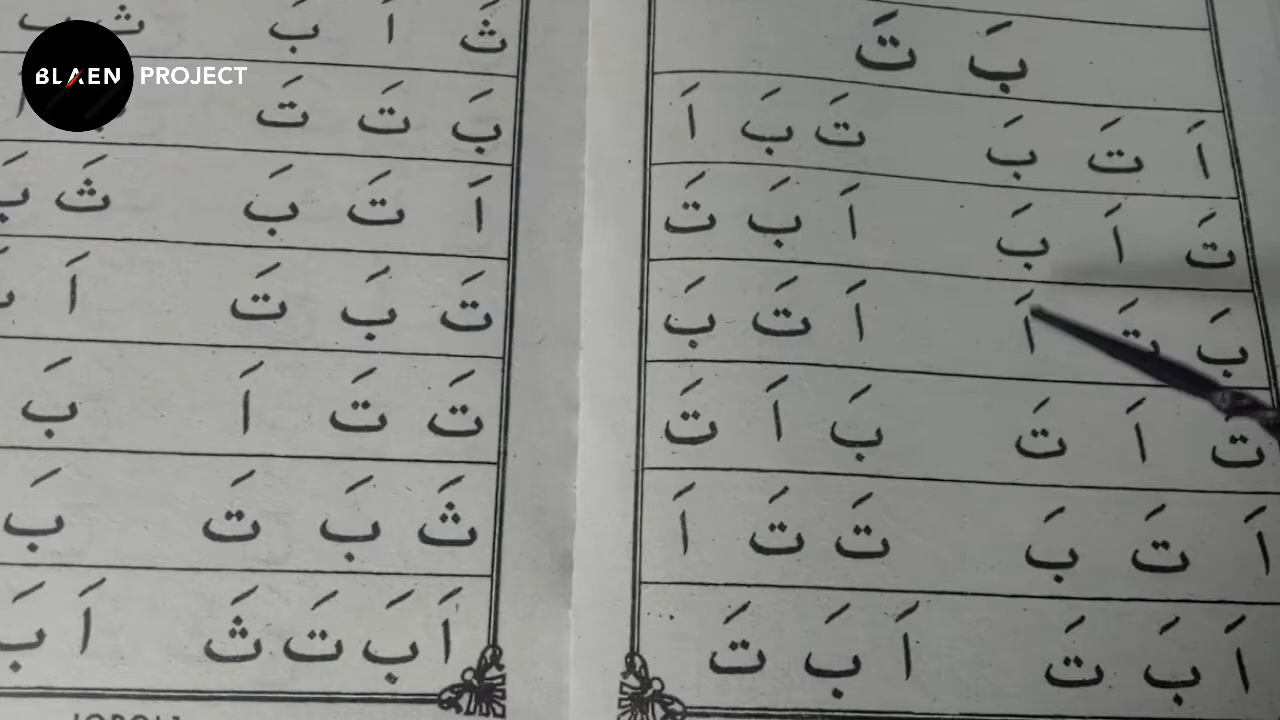 BLAEN PROJECT
بَ تَ
اَ تَ بَ تَ بَ اَ
تَ اَ بَ اَ بَ تَ
بَ تَ اَ اَ تَ بَ
تَ اَ تَ بَ اَ تَ
اَ تَ بَ تَ تَ اَ
اَ بَ تَ اَ بَ تَ
ثَ اَ بَ ثَ بَ
بَ تَ تَ
اَ تَ بَ ثَ بَ
تَ بَ تَ اَ
تَ تَ اَ بَ
ثَ بَ تَ بَ
اَ بَ تَ ثَ اَ بَ